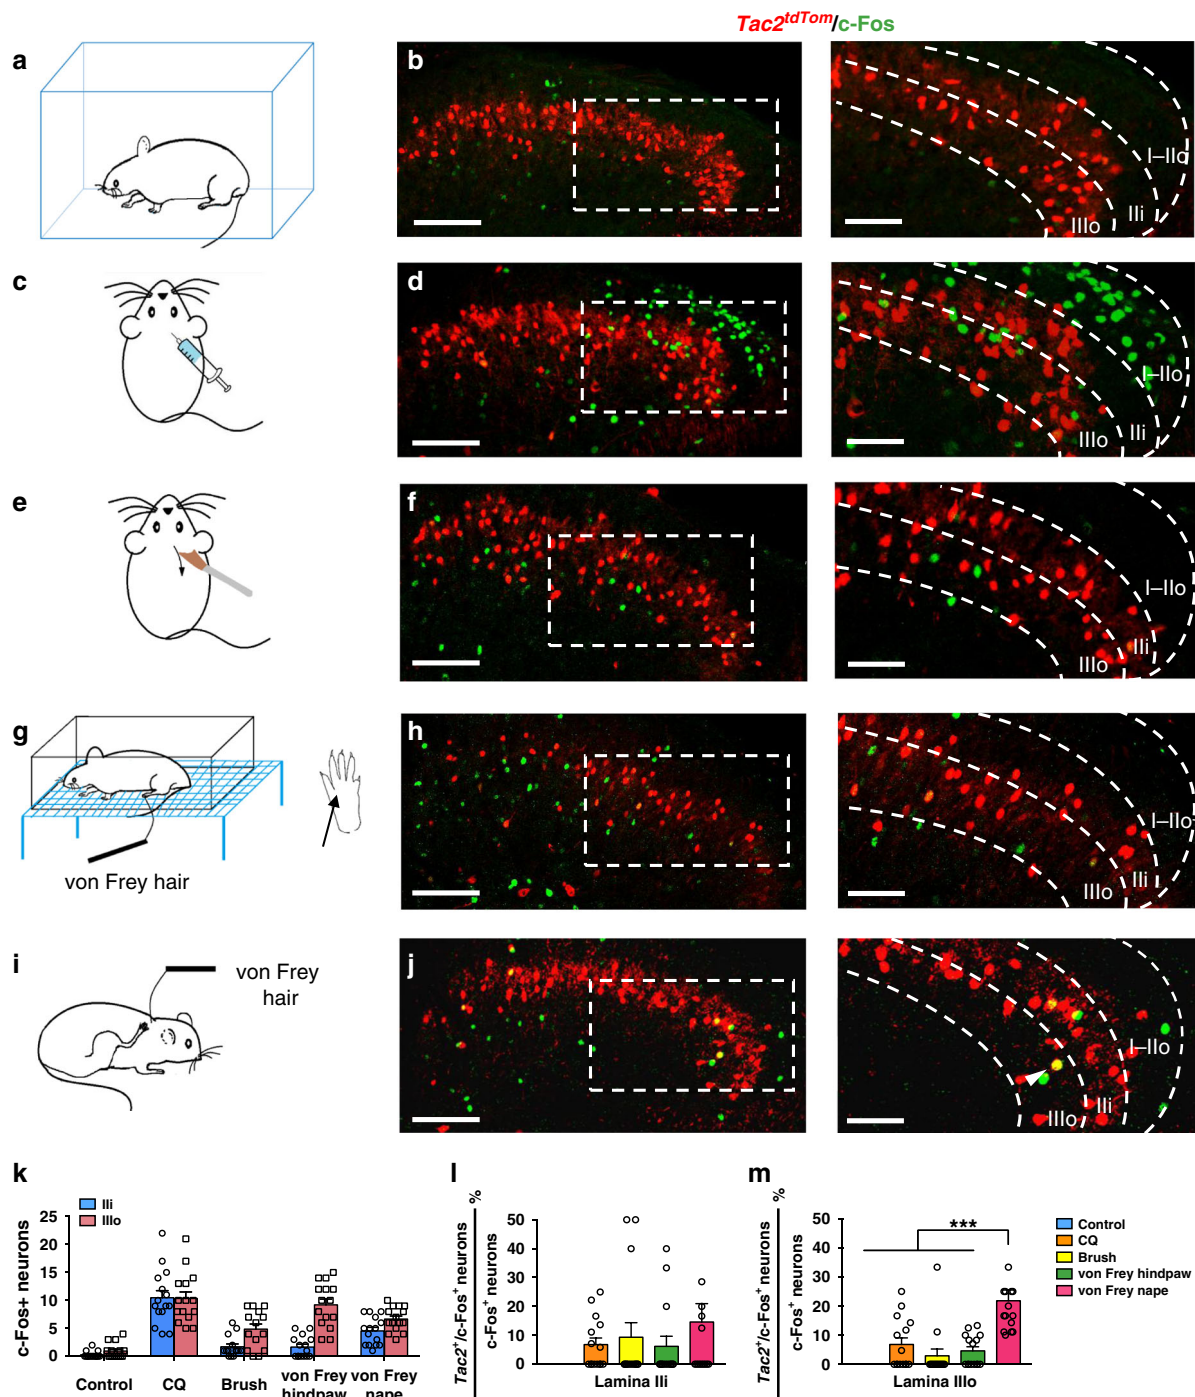 Tac2tdTom/c-Fos
a
b
I–IIo
IIi
IIIo
c
d
I–IIo
IIi
IIIo
e
f
I–IIo
IIi
IIIo
g
von Frey hair
h
I–IIo
IIi
IIIo
i
von Frey
hair
j
I–IIo
IIi
IIIo
k
IIi
IIIo
c-Fos+ neurons
25
20
15
10
5
0
Control
CQ
Brush
von Frey
hindpaw
von Frey
nape
l
%
Tac2+/c-Fos+ neurons
c-Fos+ neurons
50
40
30
20
10
0
Lamina IIi
m
%
Tac2+/c-Fos+ neurons
c-Fos+ neurons
50
40
30
20
10
0
***
Lamina IIIo
Control
CQ
Brush
von Frey hindpaw
von Frey nape